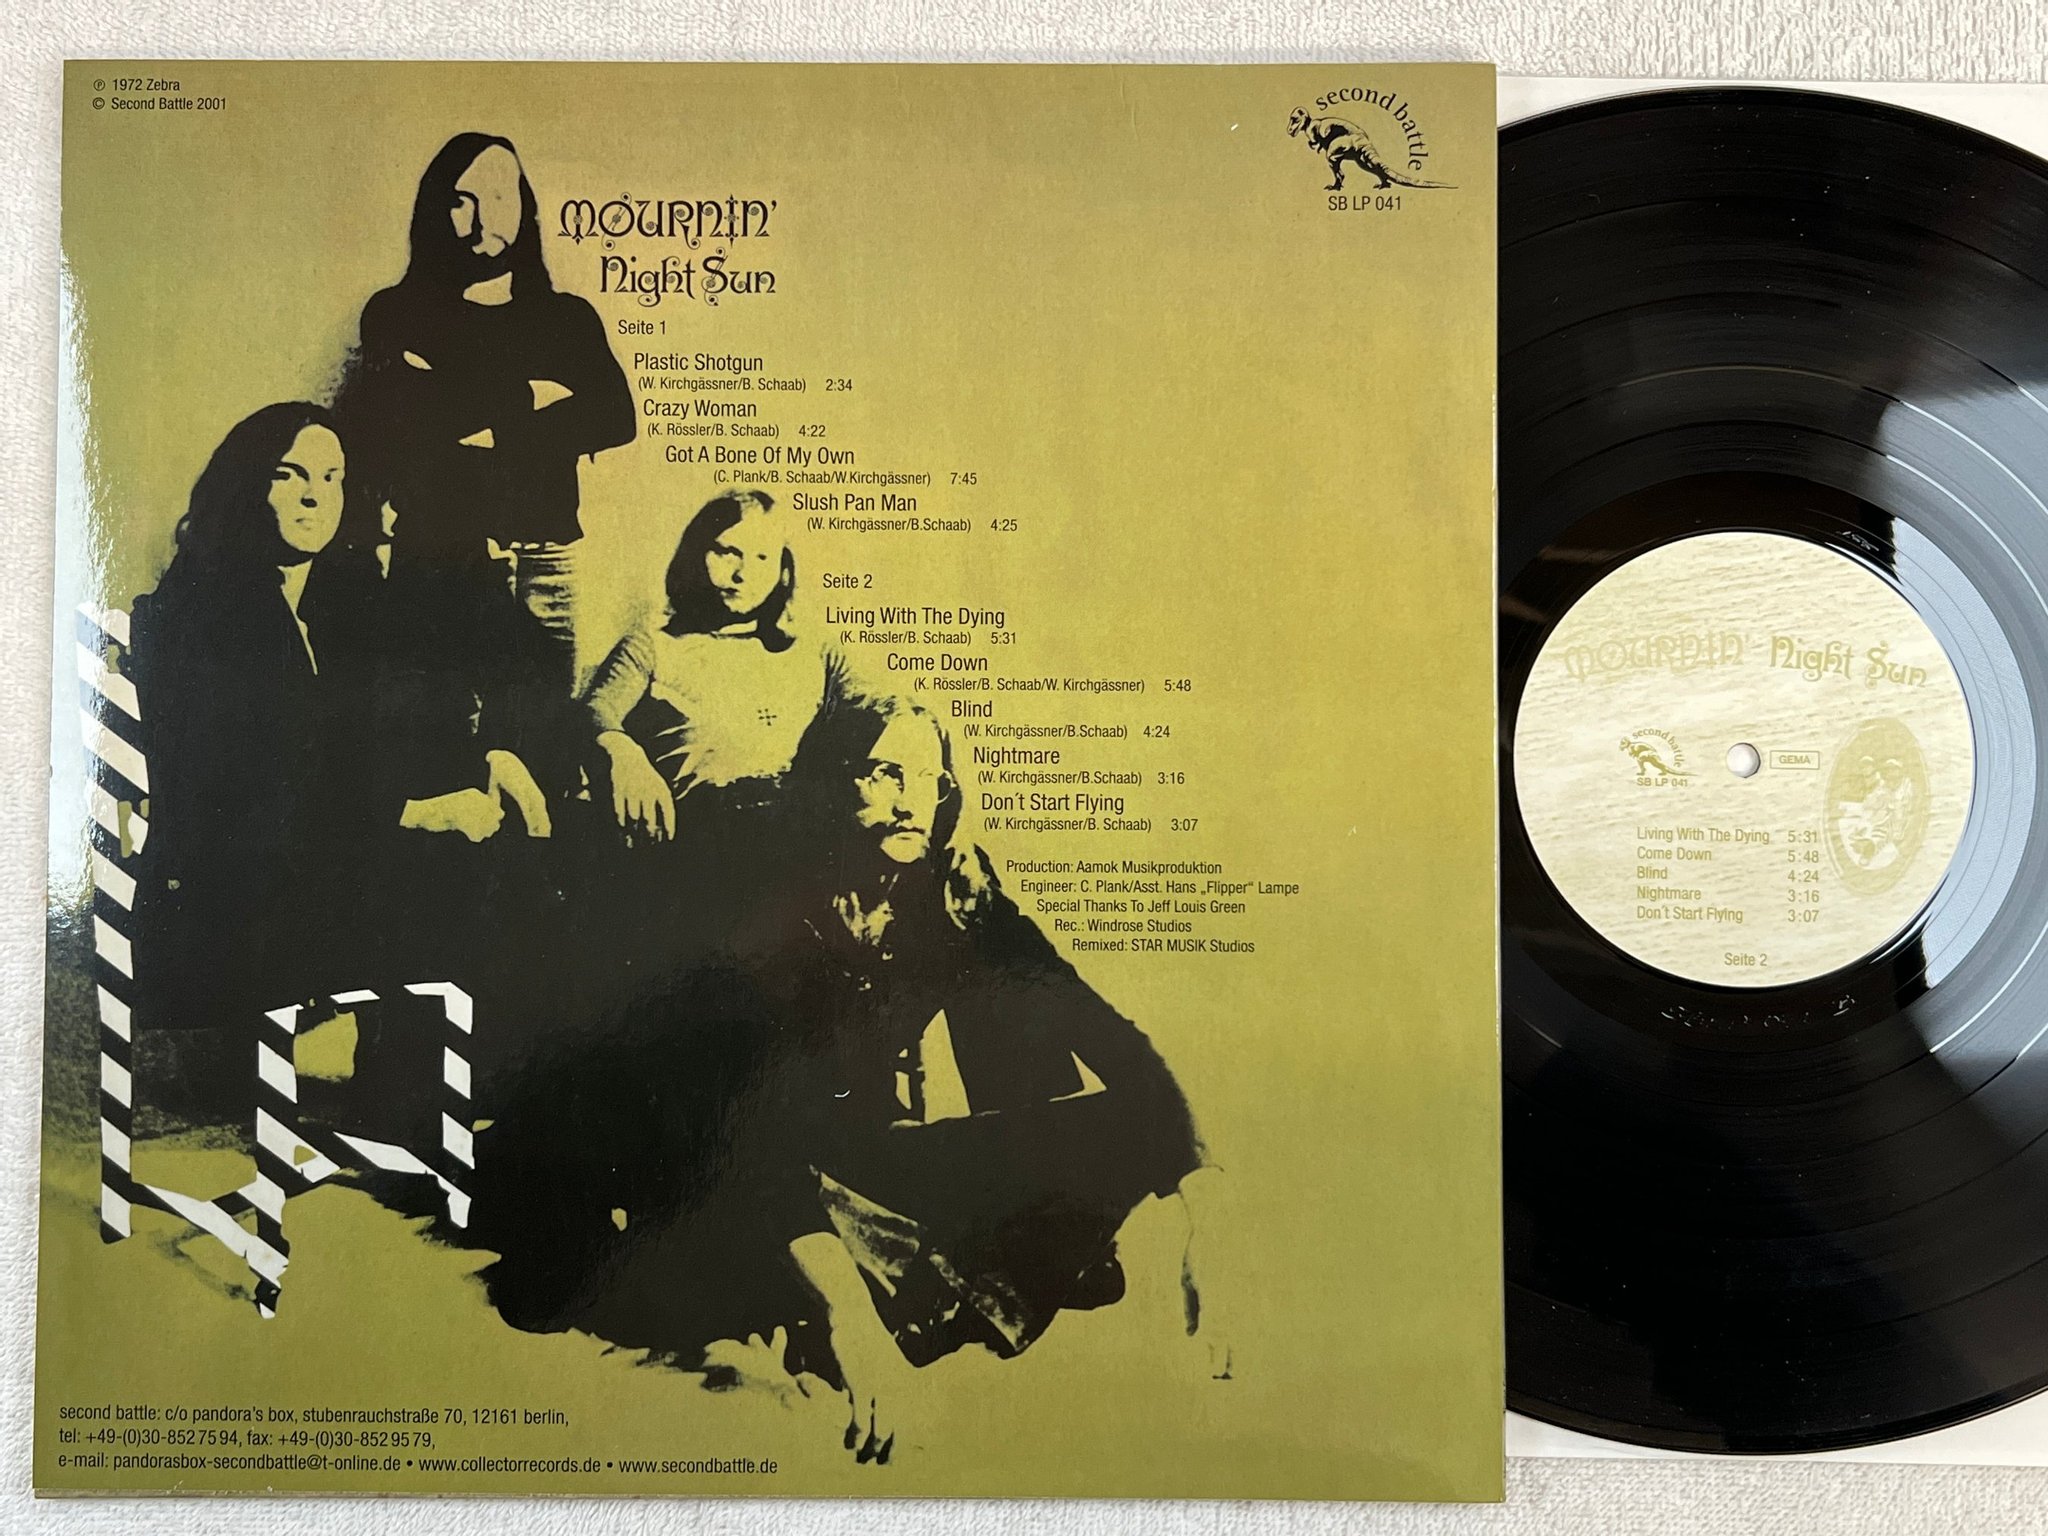 ℗ 1972 Zebra
© Second Battle 2001
second battle
SB LP 041
MOURNIN'
Night Sun
Seite 1
Plastic Shotgun
(W. Kirchgässner/B. Schaab) 2:34
Crazy Woman
(K. Rössler/B. Schaab) 4:22
Got A Bone Of My Own
(C. Plank/B. Schaab/W.Kirchgässner) 7:45
Slush Pan Man
(W. Kirchgässner/B.Schaab) 4:25
Seite 2
Living With The Dying
(K. Rössler/B. Schaab) 5:31
Come Down
(K. Rössler/B. Schaab/W. Kirchgässner) 5:48
Blind
(W. Kirchgässner/B.Schaab) 4:24
Nightmare
(W. Kirchgässner/B.Schaab) 3:16
Don´t Start Flying
(W. Kirchgässner/B. Schaab) 3:07
Production: Aamok Musikproduktion
Engineer: C. Plank/Asst. Hans „Flipper“ Lampe
Special Thanks To Jeff Louis Green
Rec.: Windrose Studios
Remixed: STAR MUSIK Studios
second battle: c/o pandora's box, stubenrauchstraße 70, 12161 berlin,
tel: +49-(0)30-852 75 94, fax: +49-(0)30-852 95 79,
e-mail: pandorasbox-secondbattle@t-online.de • www.collectorrecords.de • www.secondbattle.de
MOURNIN' Night Sun
second battle
SB LP 041
GEMA
Living With The Dying 5:31
Come Down 5:48
Blind 4:24
Nightmare 3:16
Don´t Start Flying 3:07
Seite 2